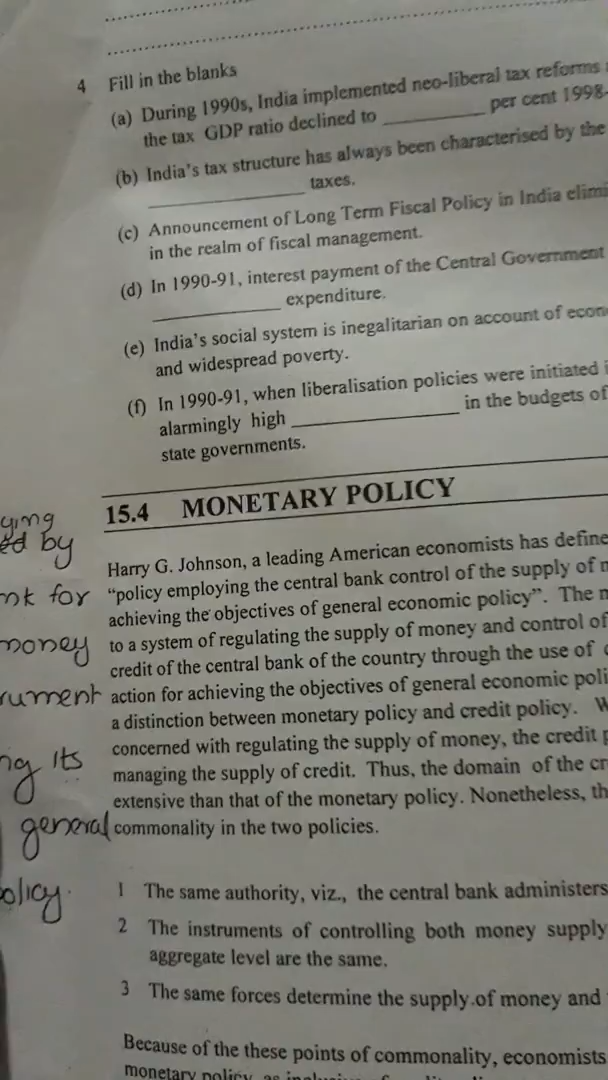 4 Fill in the blanks
(a) During 1990s, India implemented neo-liberal tax reforms
the tax GDP ratio declined to __________ per cent 1998-
(b) India's tax structure has always been characterised by the
__________ taxes.
(c) Announcement of Long Term Fiscal Policy in India
in the realm of fiscal management.
(d) In 1990-91, interest payment of the Central Government
__________ expenditure.
(e) India's social system is inegalitarian on account of
and widespread poverty.
(f) In 1990-91, when liberalisation policies were initiated
alarmingly high __________ in the budgets of
state governments.
15.4 MONETARY POLICY
Harry G. Johnson, a leading American economists has define
"policy employing the central bank control of the supply of
achieving the objectives of general economic policy". The
to a system of regulating the supply of money and control of
credit of the central bank of the country through the use of
action for achieving the objectives of general economic
a distinction between monetary policy and credit policy.
concerned with regulating the supply of money, the credit
managing the supply of credit. Thus, the domain of the
extensive than that of the monetary policy. Nonetheless,
commonality in the two policies.
by
for
money
its
general
1 The same authority, viz., the central bank administers
2 The instruments of controlling both money supply
aggregate level are the same.
3 The same forces determine the supply of money and
Because of the these points of commonality, economists
monetary policy